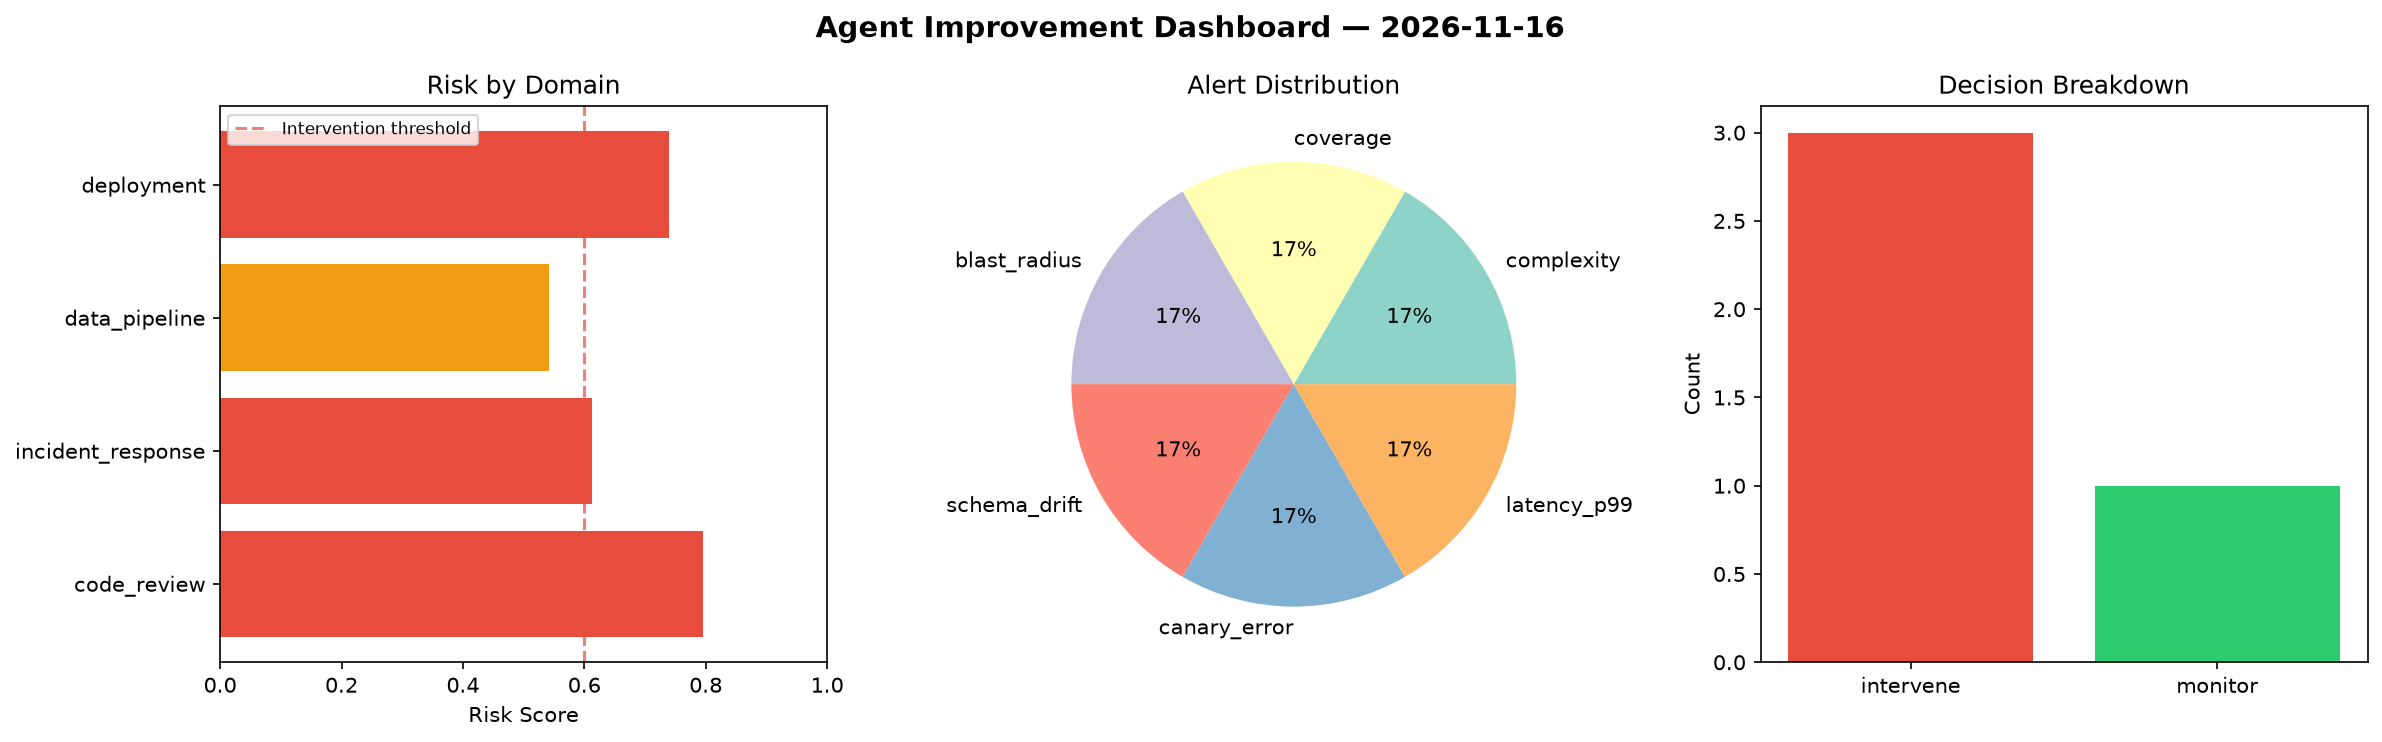 Agent Improvement Dashboard — 2026-11-16
Risk by Domain
Intervention threshold
deployment
data_pipeline
incident_response
code_review
0.0 0.2 0.4 0.6 0.8 1.0
Risk Score
Alert Distribution
coverage
blast_radius
complexity
17%
17%
17%
17%
17%
17%
schema_drift
latency_p99
canary_error
Decision Breakdown
Count
3.0
2.5
2.0
1.5
1.0
0.5
0.0
intervene monitor